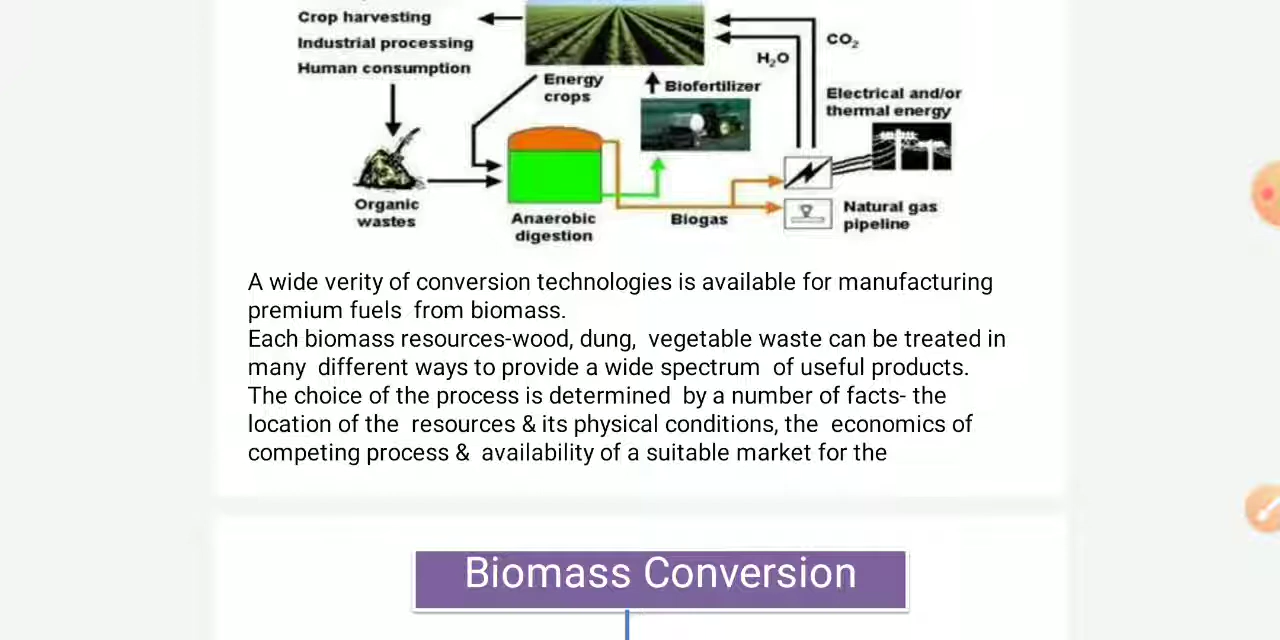 Crop harvesting
Industrial processing
Human consumption
CO₂
H₂O
Energy
crops
Biofertilizer
Electrical and/or
thermal energy
Organic
wastes
Anaerobic
digestion
Biogas
Natural gas
pipeline
A wide verity of conversion technologies is available for manufacturing
premium fuels from biomass.
Each biomass resources-wood, dung, vegetable waste can be treated in
many different ways to provide a wide spectrum of useful products.
The choice of the process is determined by a number of facts- the
location of the resources & its physical conditions, the economics of
competing process & availability of a suitable market for the
Biomass Conversion